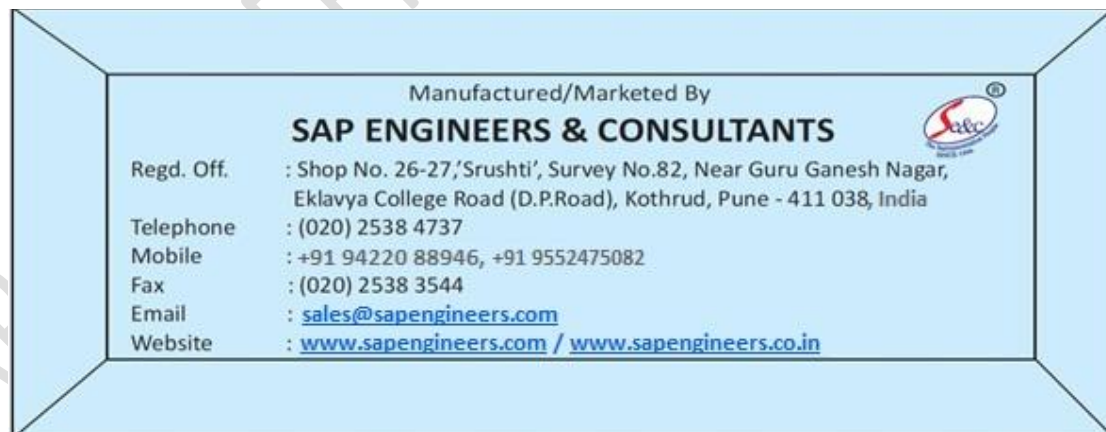 Manufactured/Marketed By
SAP ENGINEERS & CONSULTANTS
®
Sa&c
SINCE
Regd. Off. : Shop No. 26-27,'Srushti', Survey No.82, Near Guru Ganesh Nagar,
Eklavya College Road (D.P.Road), Kothrud, Pune - 411 038, India
Telephone : (020) 2538 4737
Mobile : +91 94220 88946, +91 9552475082
Fax : (020) 2538 3544
Email : sales@sapengineers.com
Website : www.sapengineers.com / www.sapengineers.co.in